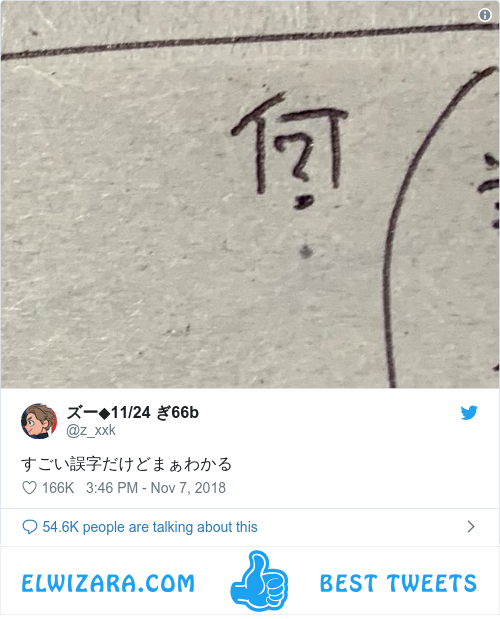 何?
ズー◆11/24 ぎ66b
@z_xxk
すごい誤字だけどまぁわかる
166K 3:46 PM - Nov 7, 2018
54.6K people are talking about this
ELWIZARA.COM BEST TWEETS